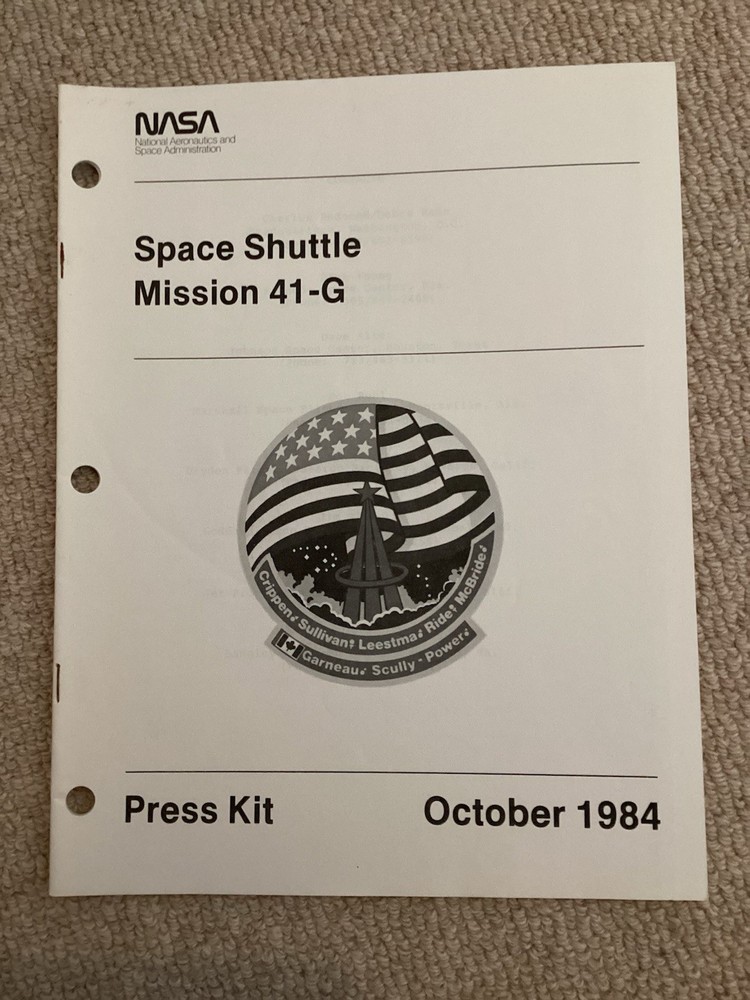 NASA
National Aeronautics and
Space Administration
Space Shuttle
Mission 41-G
Crippen♂ Sullivan♀ Leestma♂ Ride♀ McBride♂
Garneau♂ Scully-Power♂
Press Kit
October 1984